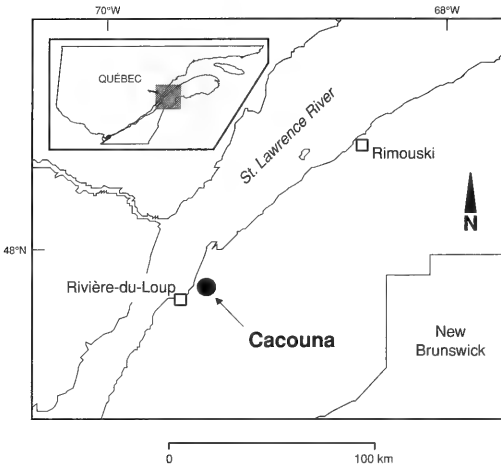 70°W
68°W
QUÉBEC
St. Lawrence River
Rimouski
N
48°N
Rivière-du-Loup
Cacouna
New
Brunswick
0
100 km